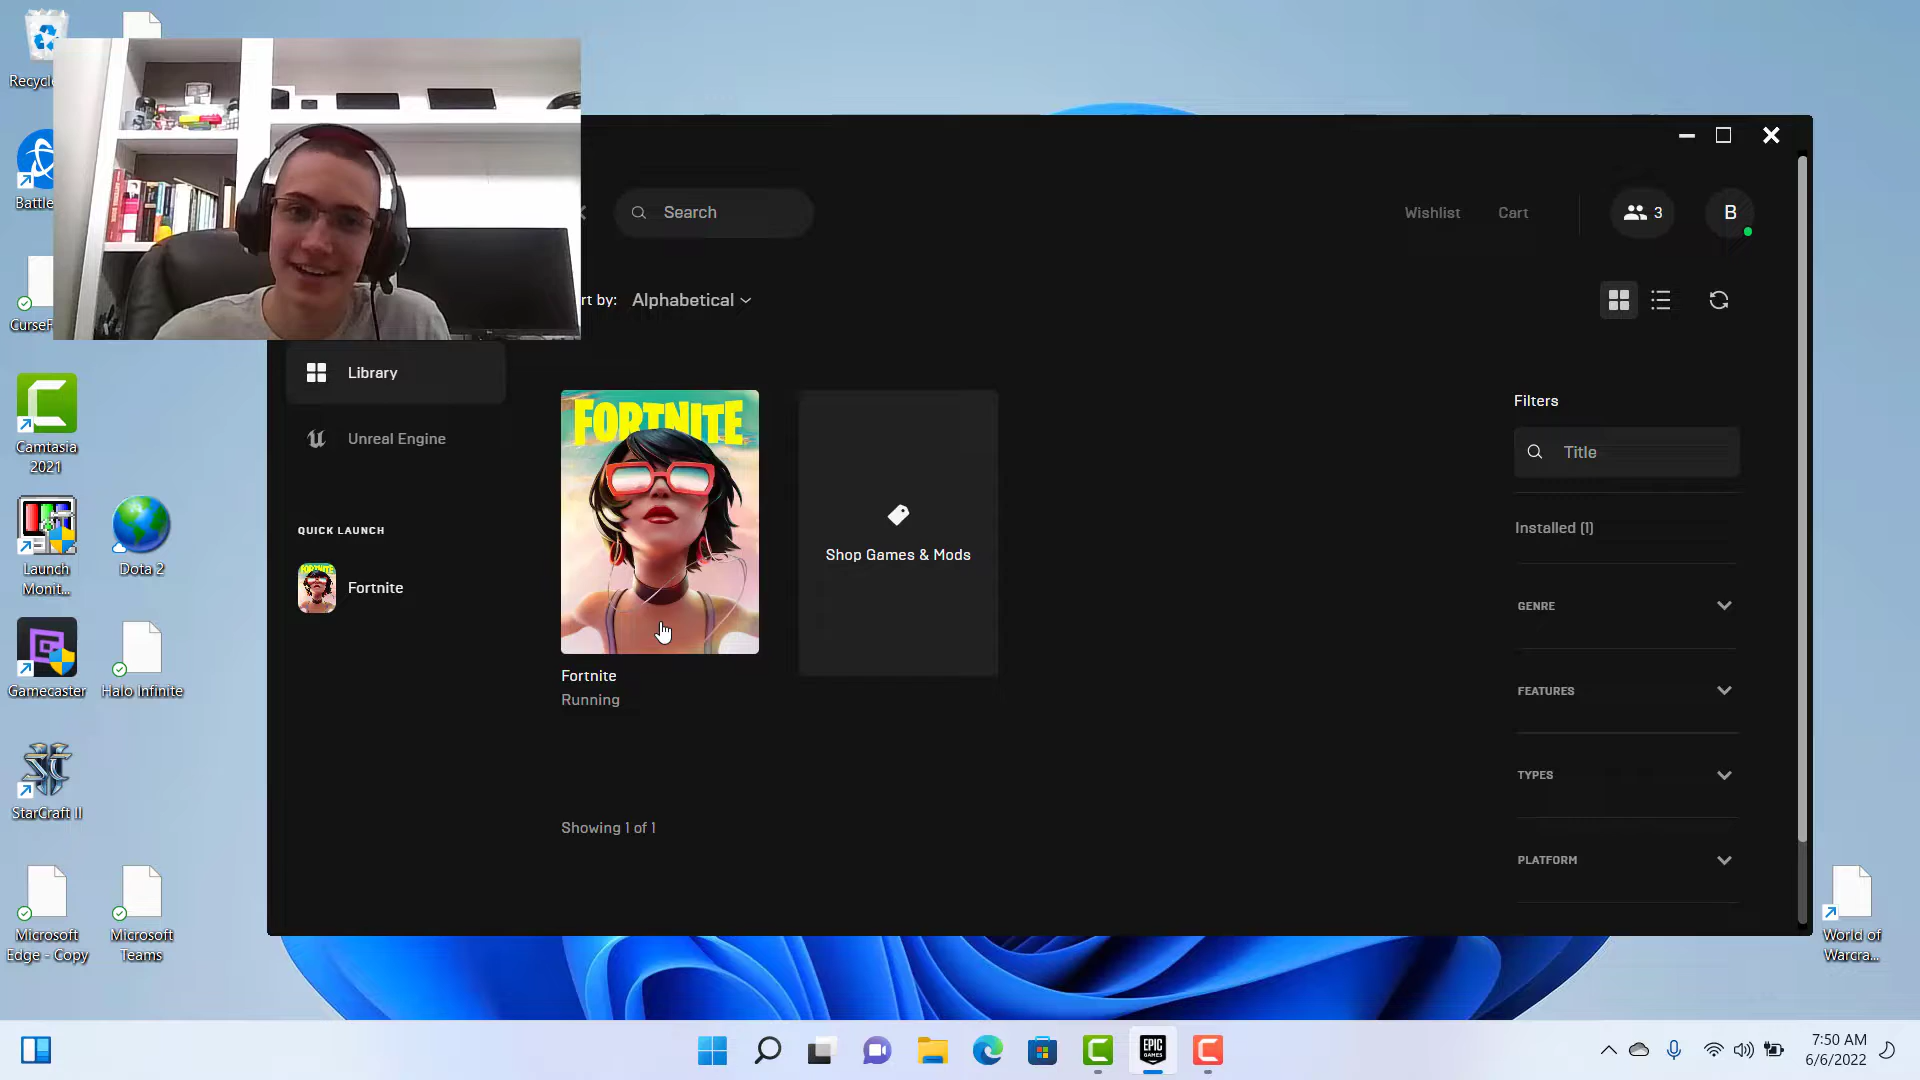 Recycle
Battle
CurseF
Camtasia
2021
Launch
Monit...
Dota 2
Gamecaster
Halo Infinite
StarCraft II
Microsoft
Edge - Copy
Microsoft
Teams
Search
Wishlist
Cart
3
B
rt by:
Alphabetical
Library
Unreal Engine
QUICK LAUNCH
Fortnite
FORTNITE
Fortnite
Running
Shop Games & Mods
Showing 1 of 1
Filters
Title
Installed (1)
GENRE
FEATURES
TYPES
PLATFORM
World of
Warcra...
EPIC
GAMES
7:50 AM
6/6/2022